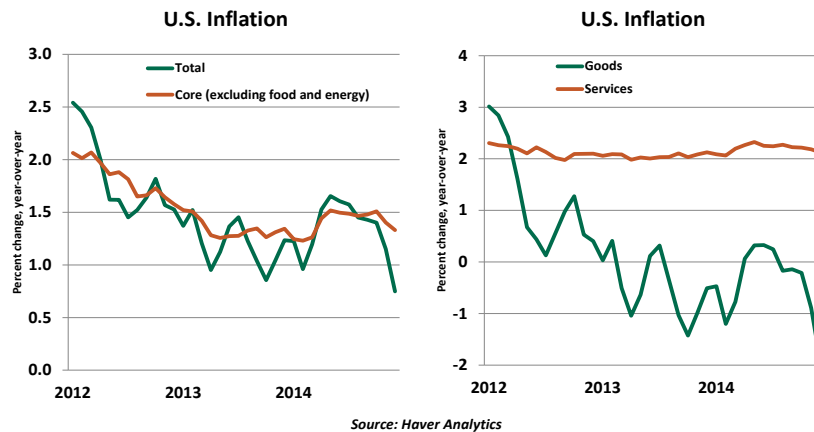 U.S. Inflation
Percent change, year-over-year
3.0
2.5
2.0
1.5
1.0
0.5
0.0
Total
Core (excluding food and energy)
2012
2013
2014
U.S. Inflation
Percent change, year-over-year
4
3
2
1
0
-1
-2
Goods
Services
2012
2013
2014
Source: Haver Analytics